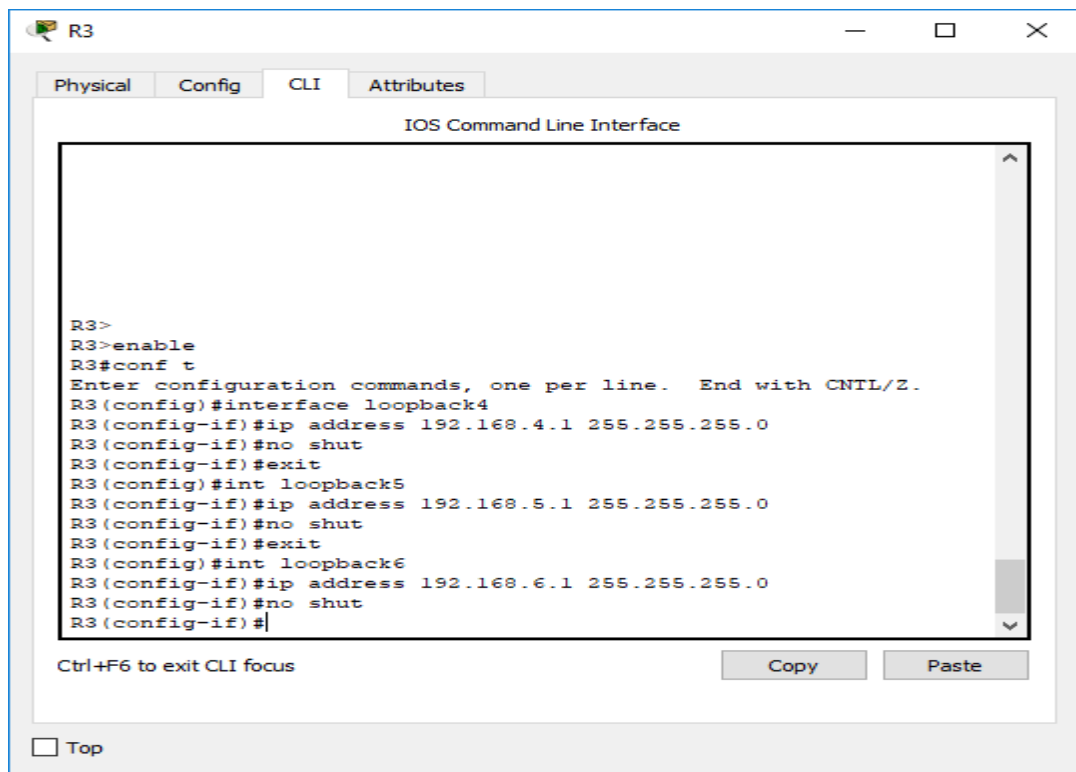 R3
Physical Config CLI Attributes
IOS Command Line Interface
R3>
R3>enable
R3#conf t
Enter configuration commands, one per line.  End with CNTL/Z.
R3(config)#interface loopback4
R3(config-if)#ip address 192.168.4.1 255.255.255.0
R3(config-if)#no shut
R3(config-if)#exit
R3(config)#int loopback5
R3(config-if)#ip address 192.168.5.1 255.255.255.0
R3(config-if)#no shut
R3(config-if)#exit
R3(config)#int loopback6
R3(config-if)#ip address 192.168.6.1 255.255.255.0
R3(config-if)#no shut
R3(config-if)#
Ctrl+F6 to exit CLI focus
Copy Paste
Top